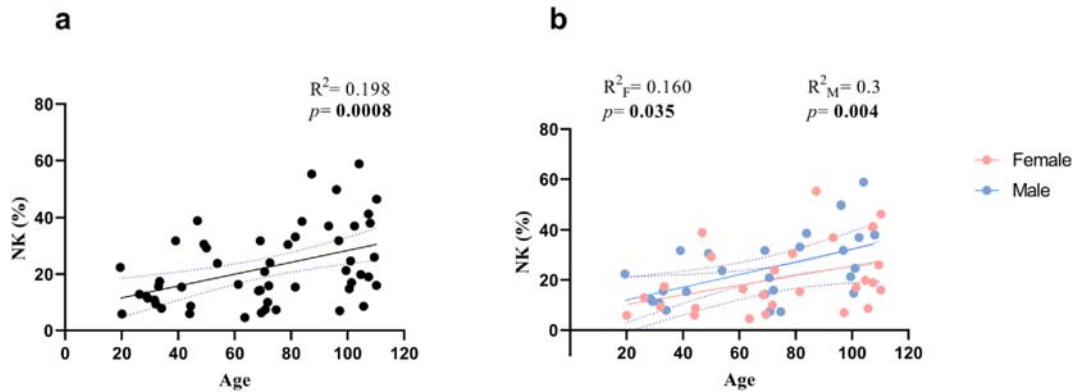 a
R²= 0.198
p= 0.0008
NK (%)
80
60
40
20
0
0 20 40 60 80 100 120
Age
b
R²F= 0.160
p= 0.035
R²M= 0.3
p= 0.004
NK (%)
80
60
40
20
0
20 40 60 80 100 120
Age
Female
Male